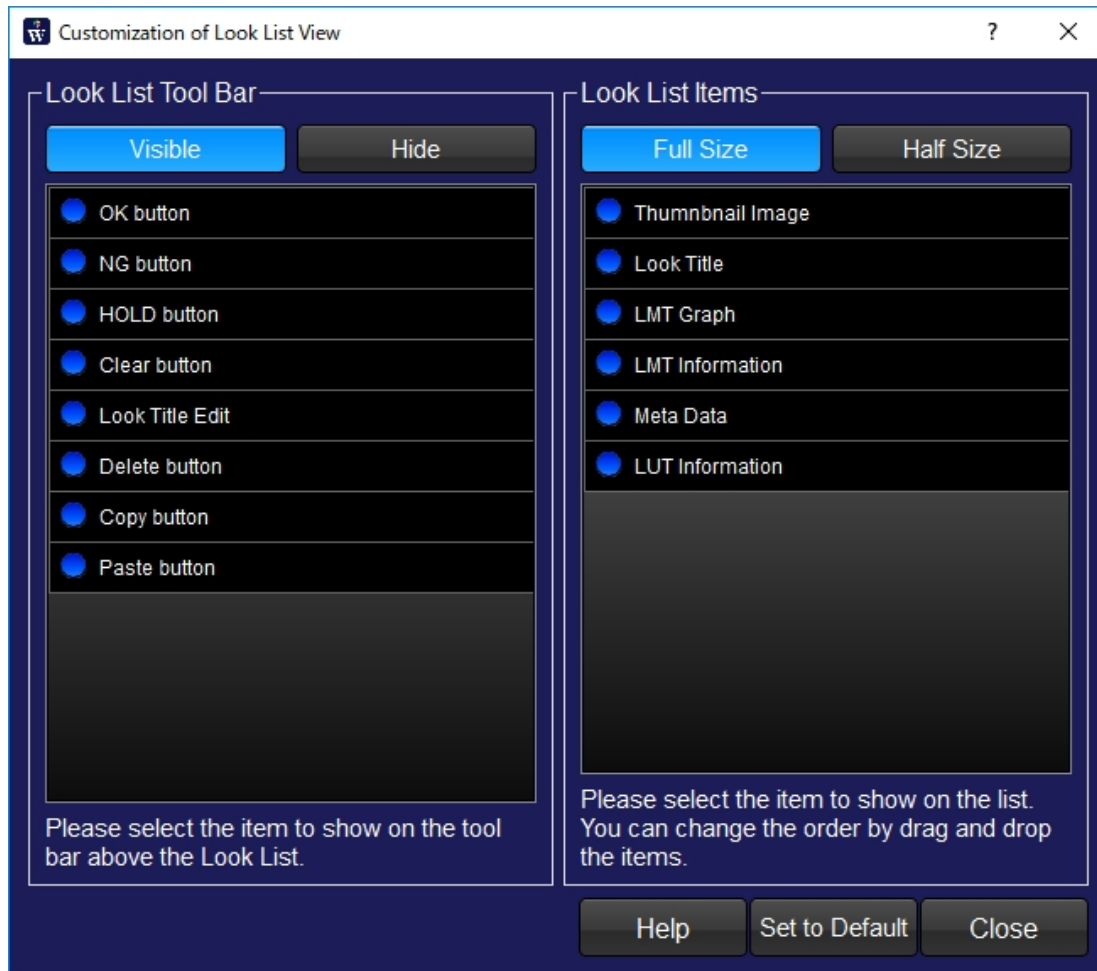 Customization of Look List View
Look List Tool Bar
Visible
Hide
OK button
NG button
HOLD button
Clear button
Look Title Edit
Delete button
Copy button
Paste button
Please select the item to show on the tool
bar above the Look List.
Look List Items
Full Size
Half Size
Thumnbnail Image
Look Title
LMT Graph
LMT Information
Meta Data
LUT Information
Please select the item to show on the list.
You can change the order by drag and drop
the items.
Help
Set to Default
Close